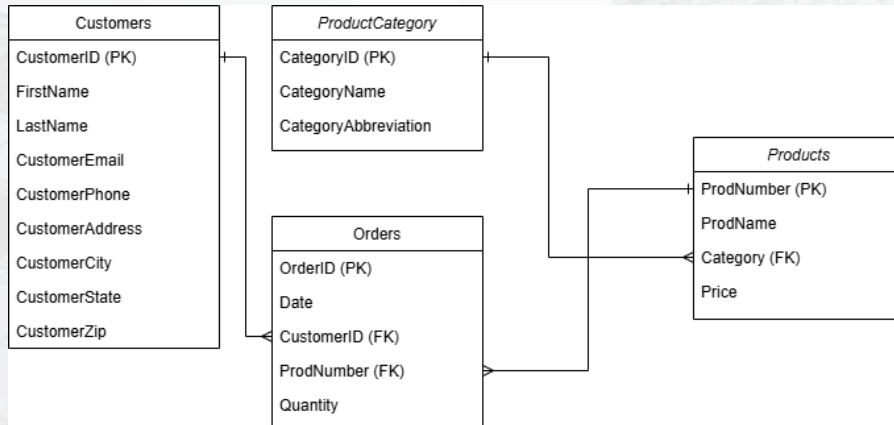 Customers
CustomerID (PK)
FirstName
LastName
CustomerEmail
CustomerPhone
CustomerAddress
CustomerCity
CustomerState
CustomerZip
ProductCategory
CategoryID (PK)
CategoryName
CategoryAbbreviation
Orders
OrderID (PK)
Date
CustomerID (FK)
ProdNumber (FK)
Quantity
Products
ProdNumber (PK)
ProdName
Category (FK)
Price